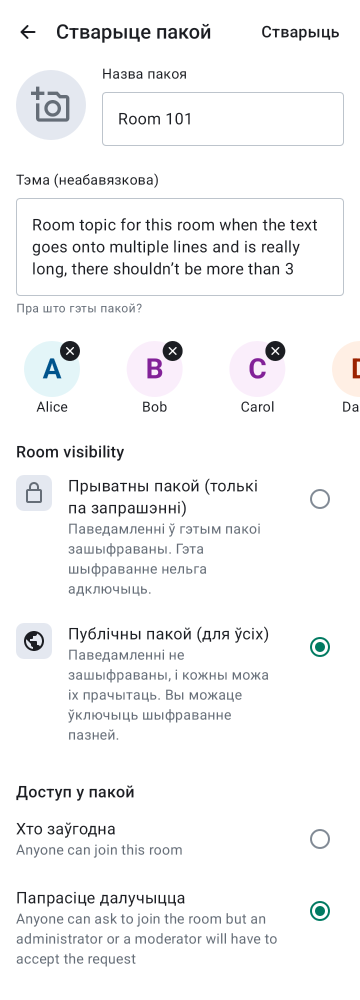 Стварыце пакой
Стварыць
Назва пакоя
Room 101
Тэма (неабавязкова)
Room topic for this room when the text
goes onto multiple lines and is really
long, there shouldn’t be more than 3
Пра што гэты пакой?
A B C D
Alice Bob Carol Da
Room visibility
Прыватны пакой (толькі
па запрашэнні)
Паведамленні ў гэтым пакоі
зашыфраваны. Гэта
шыфраванне нельга
адключыць.
Публічны пакой (для ўсіх)
Паведамленні не
зашыфраваны, і кожны можа
іх прачытаць. Вы можаце
ўключыць шыфраванне
пазней.
Доступ у пакой
Хто заўгодна
Anyone can join this room
Папрасіце далучыцца
Anyone can ask to join the room but an
administrator or a moderator will have to
accept the request